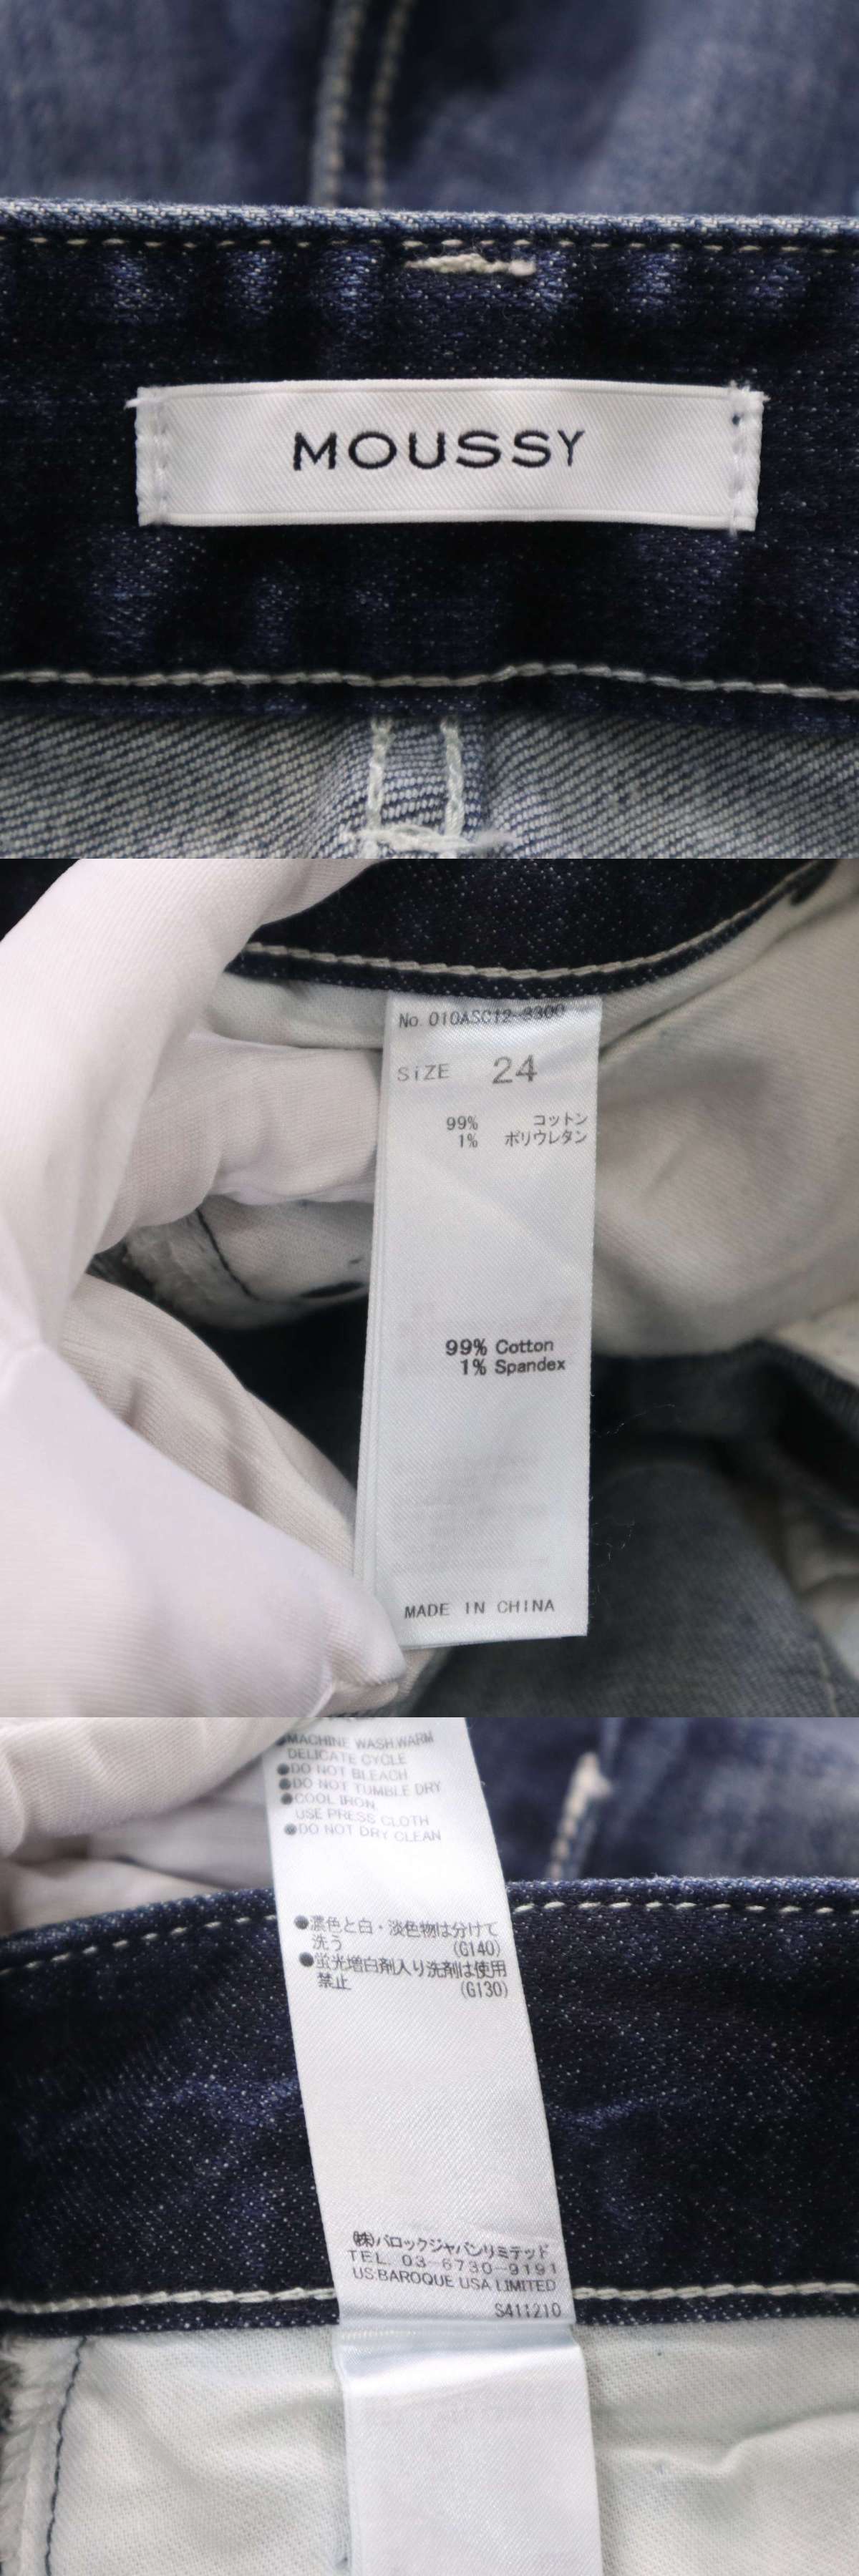 MOUSSY
No 010ASC12-3300
SiZE 24
99% コットン
1% ポリウレタン
99% Cotton
1% Spandex
MADE IN CHINA
●MACHINE WASH WARM
DELICATE CYCLE
●DO NOT BLEACH
●DO NOT TUMBLE DRY
●COOL IRON
USE PRESS CLOTH
●DO NOT DRY CLEAN
●濃色と白・淡色物は分けて
洗う (G140)
●蛍光増白剤入り洗剤は使用
禁止 (G130)
㈱バロックジャパンリミテッド
TEL. 03-6730-9191
US:BAROQUE USA LIMITED
S411210